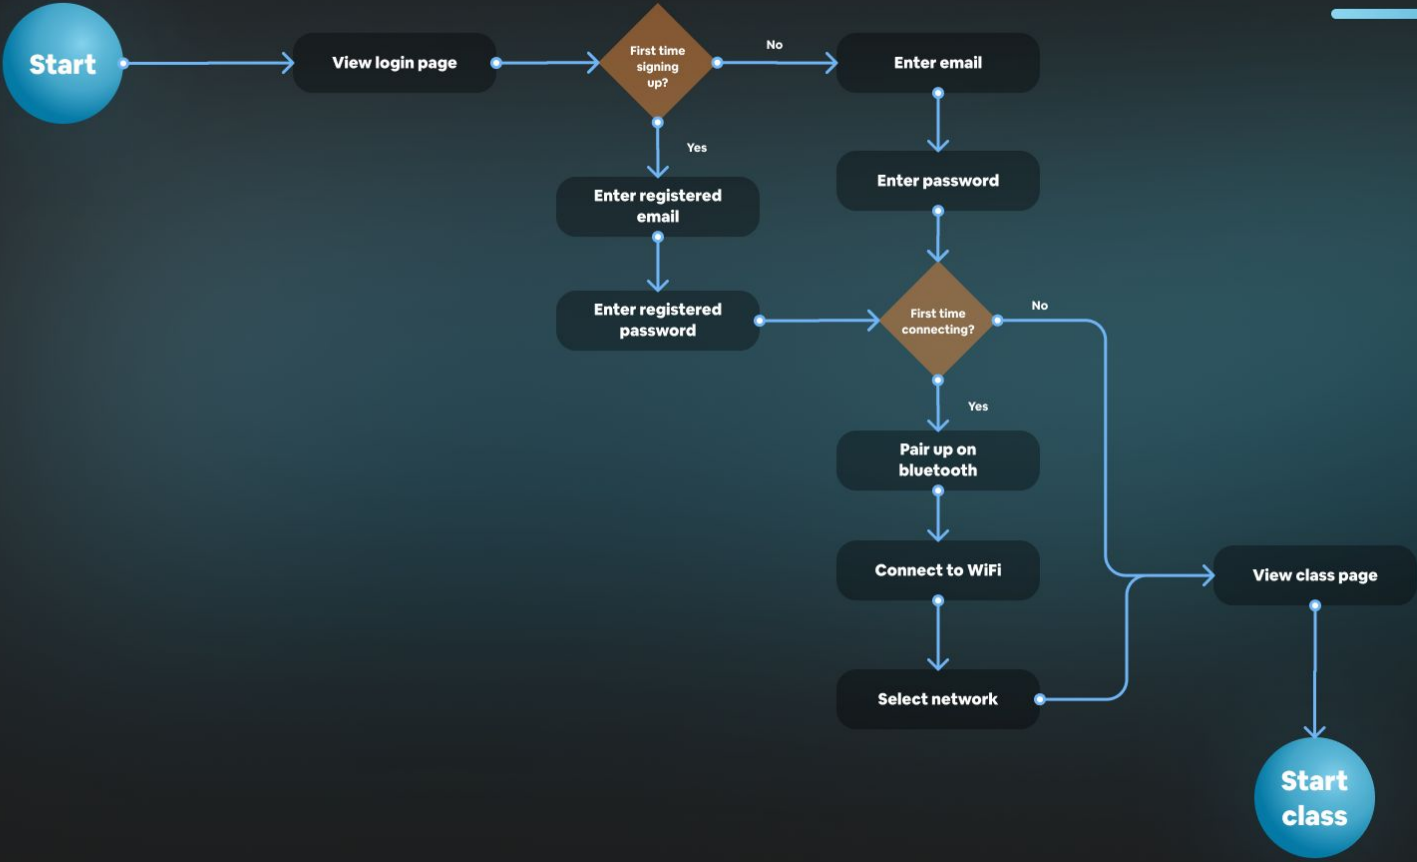 Start
View login page
First time
signing
up?
No
Enter email
Yes
Enter registered
email
Enter password
Enter registered
password
First time
connecting?
No
Yes
Pair up on
bluetooth
Connect to WiFi
View class page
Select network
Start
class